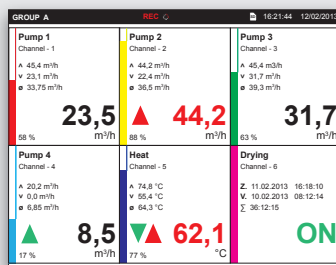 GROUP A REC 16:21:44 12/02/2013
Pump 1
Channel - 1
∧ 45,4 m³/h
∨ 23,1 m³/h
ø 33,75 m³/h
23,5
58 % m³/h
Pump 2
Channel - 2
∧ 44,2 m³/h
∨ 22,4 m³/h
ø 36,5 m³/h
44,2
88 % m³/h
Pump 3
Channel - 3
∧ 45,4 m3/h
∨ 31,7 m³/h
ø 39,3 m³/h
31,7
63 % m³/h
Pump 4
Channel - 4
∧ 20,2 m³/h
∨ 0,0 m³/h
ø 6,85 m³/h
8,5
17 % m³/h
Heat
Channel - 5
∧ 74,8 °C
∨ 55,4 °C
ø 64,3 °C
62,1
77 % °C
Drying
Channel - 6
Z. 11.02.2013 16:18:10
V. 10.02.2013 08:12:14
∑ 36:12:15
ON